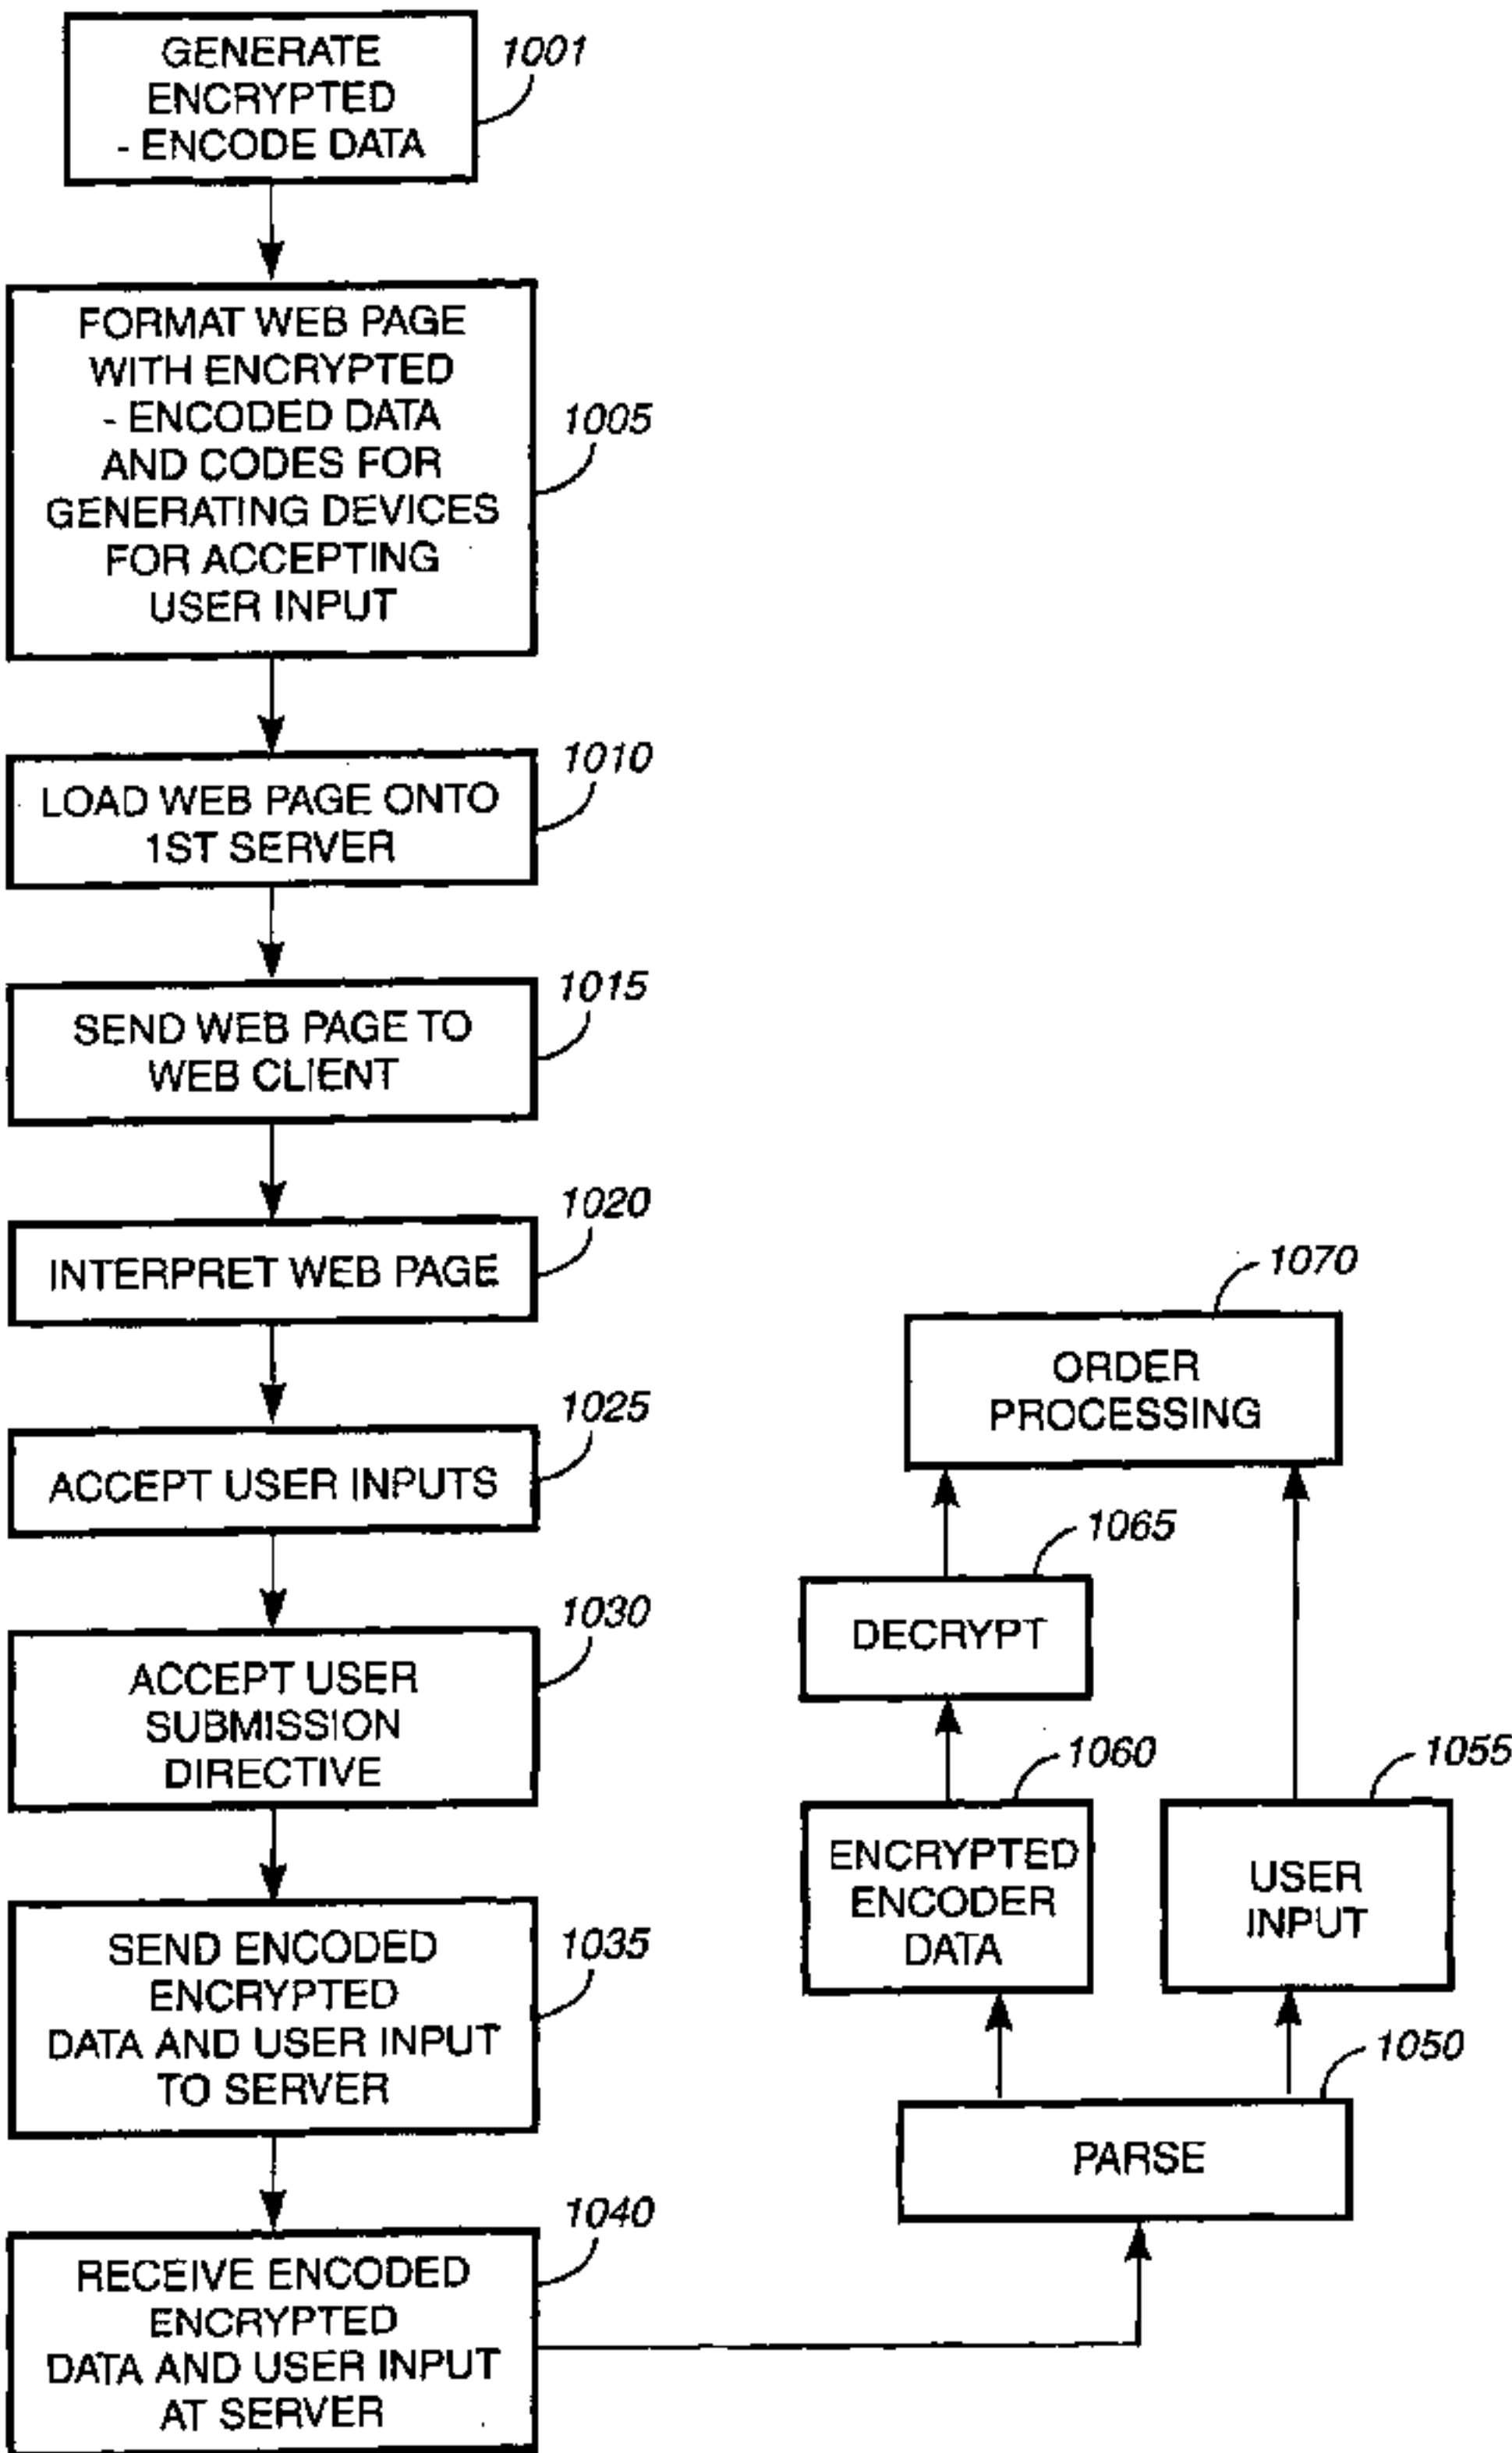 GENERATE
ENCRYPTED
- ENCODE DATA
1001
FORMAT WEB PAGE
WITH ENCRYPTED
- ENCODED DATA
AND CODES FOR
GENERATING DEVICES
FOR ACCEPTING
USER INPUT
1005
LOAD WEB PAGE ONTO
1ST SERVER
1010
SEND WEB PAGE TO
WEB CLIENT
1015
INTERPRET WEB PAGE
1020
ACCEPT USER INPUTS
1025
ACCEPT USER
SUBMISSION
DIRECTIVE
1030
SEND ENCODED
ENCRYPTED
DATA AND USER INPUT
TO SERVER
1035
RECEIVE ENCODED
ENCRYPTED
DATA AND USER INPUT
AT SERVER
1040
PARSE
1050
ENCRYPTED
ENCODER
DATA
1060
USER
INPUT
1055
DECRYPT
1065
ORDER
PROCESSING
1070